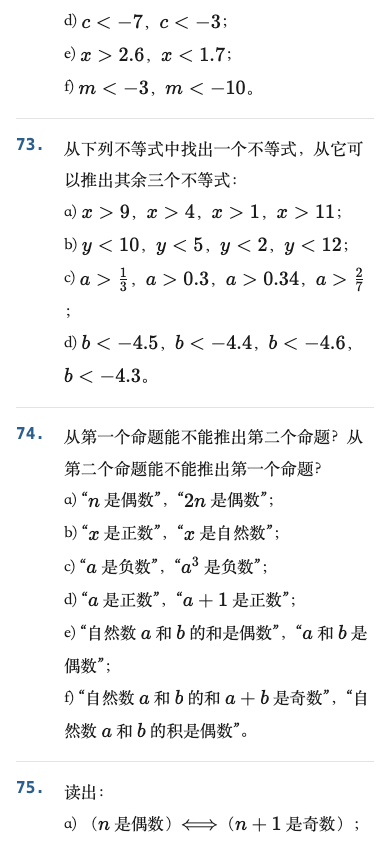 d) c < −7, c < −3;
e) x > 2.6, x < 1.7;
f) m < −3, m < −10。
73. 从下列不等式中找出一个不等式，从它可
以推出其余三个不等式：
a) x > 9, x > 4, x > 1, x > 11;
b) y < 10, y < 5, y < 2, y < 12;
c) a > 1/3, a > 0.3, a > 0.34, a > 2/7
;
d) b < −4.5, b < −4.4, b < −4.6,
b < −4.3。
74. 从第一个命题能不能推出第二个命题？从
第二个命题能不能推出第一个命题？
a) “n 是偶数”，“2n 是偶数”;
b) “x 是正数”，“x 是自然数”;
c) “a 是负数”，“a³ 是负数”;
d) “a 是正数”，“a + 1 是正数”;
e) “自然数 a 和 b 的和是偶数”，“a 和 b 是
偶数”;
f) “自然数 a 和 b 的和 a + b 是奇数”，“自
然数 a 和 b 的积是偶数”。
75. 读出：
a) （n 是偶数）⟺（n + 1 是奇数）;